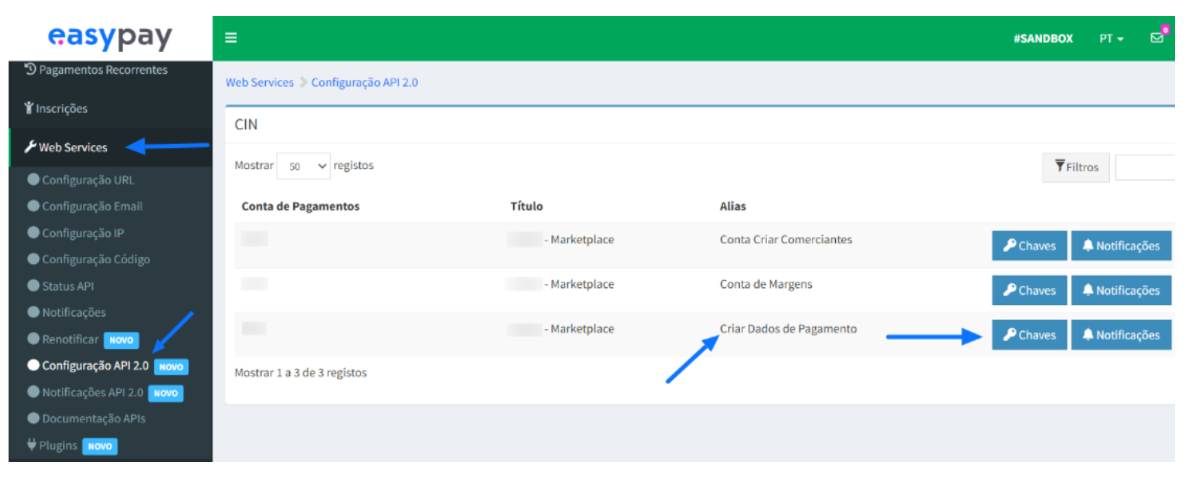 easypay
#SANDBOX PT 0
Pagamentos Recorrentes
Inscrições
Web Services
Configuração URL
Configuração Email
Configuração IP
Configuração Código
Status API
Notificações
Renotificar NOVO
Configuração API 2.0 NOVO
Notificações API 2.0 NOVO
Documentação APIs
Plugins NOVO
Web Services Configuração API 2.0
CIN
Mostrar 50 registos
Filtros
Conta de Pagamentos Título Alias
- Marketplace Conta Criar Comerciantes Chaves Notificações
- Marketplace Conta de Margens Chaves Notificações
- Marketplace Criar Dados de Pagamento Chaves Notificações
Mostrar 1 a 3 de 3 registos